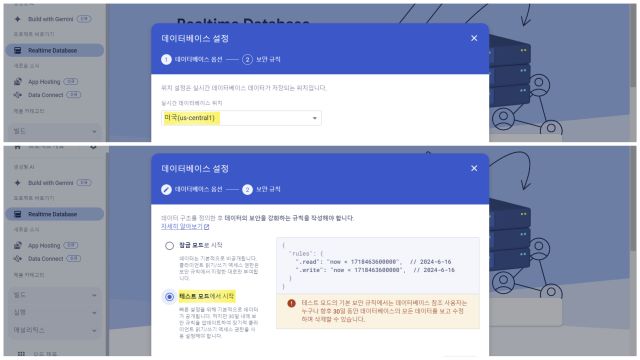 생성형 AI
Build with Gemini
프로젝트 바로가기
Realtime Database
새로운 소식
App Hosting
Data Connect
제품 카테고리
빌드
Realtime Database
데이터베이스 설정
1 데이터베이스 옵션
2 보안 규칙
위치 설정은 실시간 데이터베이스 데이터가 저장되는 위치입니다.
실시간 데이터베이스 위치
미국(us-central1)
생성형 AI
Build with Gemini
프로젝트 바로가기
Realtime Database
새로운 소식
App Hosting
Data Connect
제품 카테고리
빌드
실행
애널리틱스
모든 제품
데이터베이스 설정
데이터베이스 옵션
2 보안 규칙
데이터 구조를 정의한 후 데이터의 보안을 강화하는 규칙을 작성해야 합니다.
자세히 알아보기
잠금 모드로 시작
데이터는 기본적으로 비공개됩니다.
클라이언트 읽기/쓰기 액세스 권한은
보안 규칙에서 지정한 대로만 부여됩
니다.
테스트 모드에서 시작
빠른 설정을 위해 기본적으로 데이터
가 공개됩니다. 하지만 30일 내에 보
안 규칙을 업데이트하여 장기적 클라
이언트 읽기/쓰기 액세스 권한을 사
용 설정해야 합니다.
{
"rules": {
".read": "now < 1718463600000", // 2024-6-16
".write": "now < 1718463600000", // 2024-6-16
}
}
테스트 모드의 기본 보안 규칙에서는 데이터베이스 참조 사용자는
누구나 향후 30일 동안 데이터베이스의 모든 데이터를 보고 수정
하며 삭제할 수 있습니다.